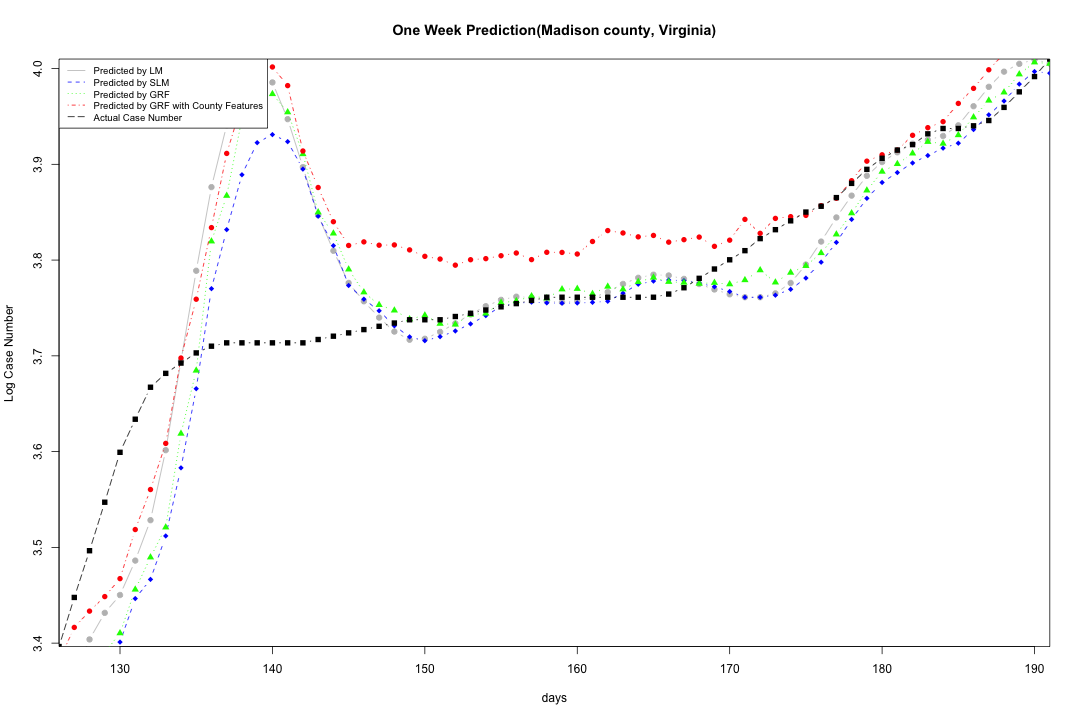 One Week Prediction(Madison county, Virginia)
Predicted by LM
Predicted by SLM
Predicted by GRF
Predicted by GRF with County Features
Actual Case Number
4.0
3.9
3.8
3.7
3.6
3.5
3.4
Log Case Number
130 140 150 160 170 180 190
days